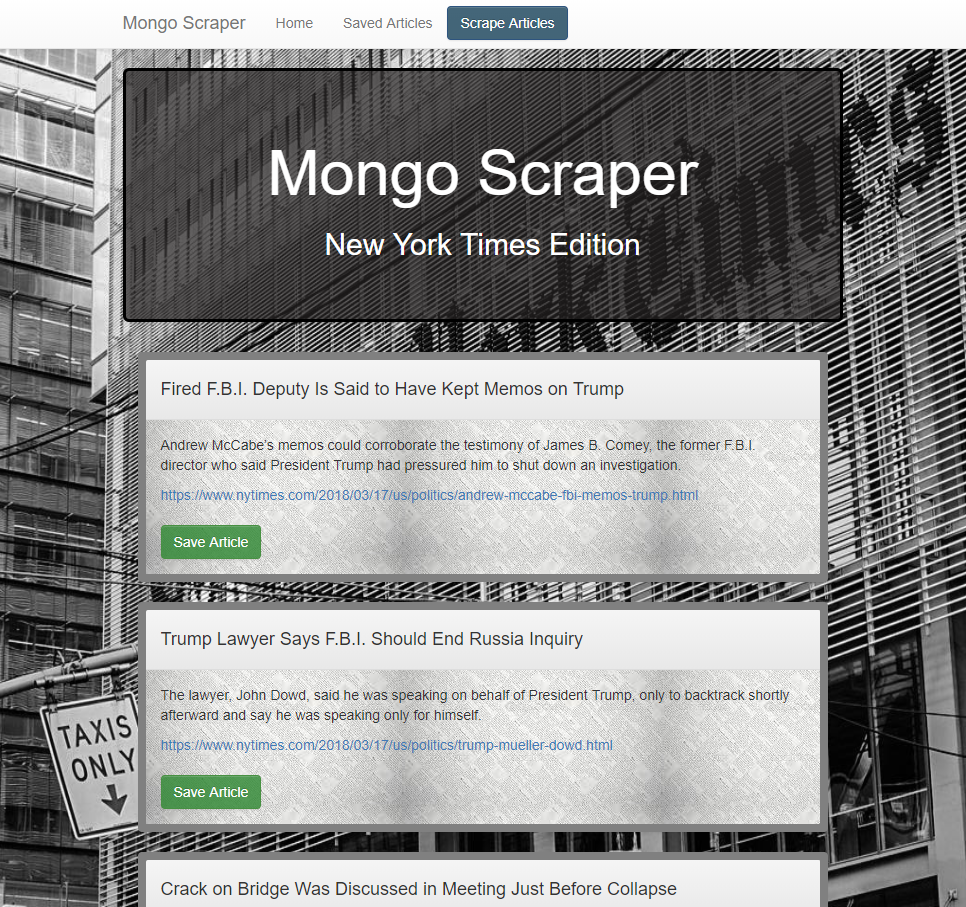 Mongo Scraper Home Saved Articles Scrape Articles
Mongo Scraper
New York Times Edition
Fired F.B.I. Deputy Is Said to Have Kept Memos on Trump
Andrew McCabe's memos could corroborate the testimony of James B. Comey, the former F.B.I.
director who said President Trump had pressured him to shut down an investigation.
https://www.nytimes.com/2018/03/17/us/politics/andrew-mccabe-fbi-memos-trump.html
Save Article
Trump Lawyer Says F.B.I. Should End Russia Inquiry
The lawyer, John Dowd, said he was speaking on behalf of President Trump, only to backtrack shortly
afterward and say he was speaking only for himself.
https://www.nytimes.com/2018/03/17/us/politics/trump-mueller-dowd.html
Save Article
TAXIS
ONLY
Crack on Bridge Was Discussed in Meeting Just Before Collapse